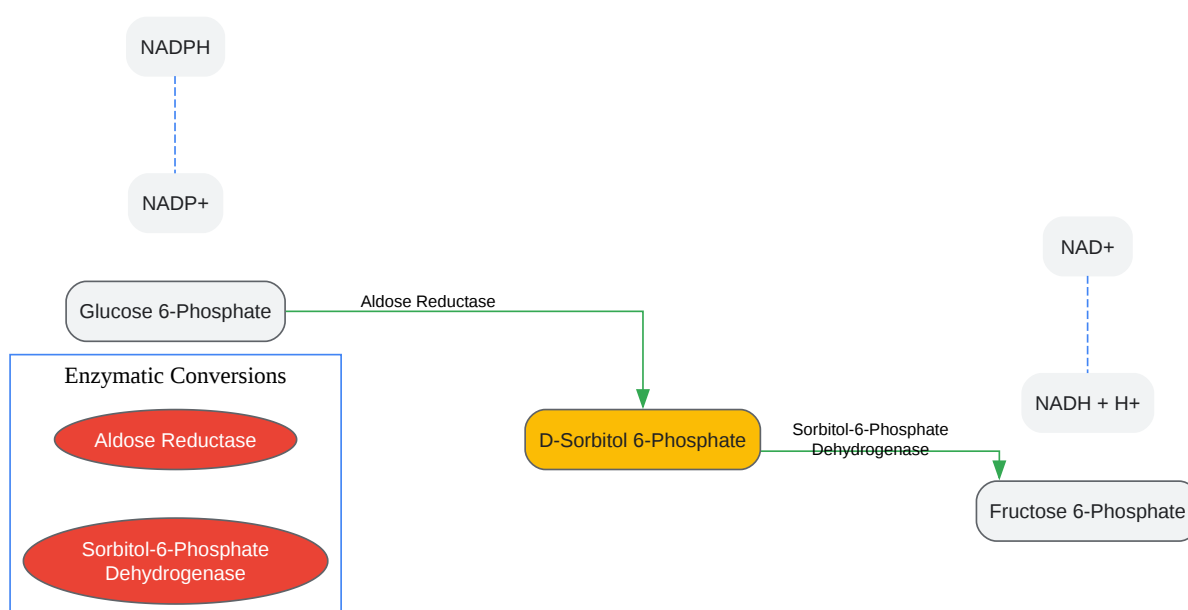 NADPH
NADP+
NAD+
Glucose 6-Phosphate
Aldose Reductase
Enzymatic Conversions
NADH + H+
Aldose Reductase
D-Sorbitol 6-Phosphate
Sorbitol-6-Phosphate
Dehydrogenase
Fructose 6-Phosphate
Sorbitol-6-Phosphate
Dehydrogenase